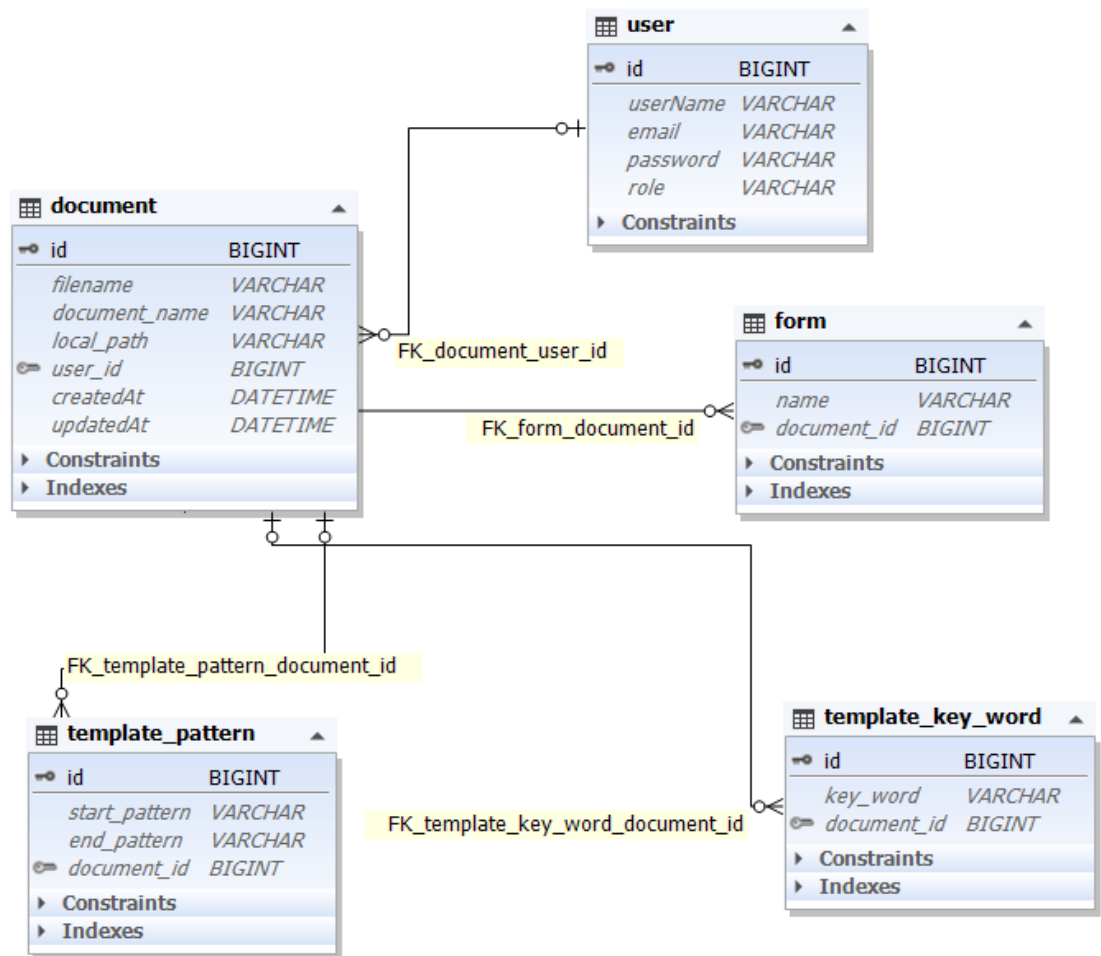 user
id BIGINT
userName VARCHAR
email VARCHAR
password VARCHAR
role VARCHAR
Constraints
document
id BIGINT
filename VARCHAR
document_name VARCHAR
local_path VARCHAR
user_id BIGINT
createdAt DATETIME
updatedAt DATETIME
Constraints
Indexes
FK_document_user_id
form
id BIGINT
name VARCHAR
document_id BIGINT
Constraints
Indexes
FK_form_document_id
FK_template_pattern_document_id
template_pattern
id BIGINT
start_pattern VARCHAR
end_pattern VARCHAR
document_id BIGINT
Constraints
Indexes
FK_template_key_word_document_id
template_key_word
id BIGINT
key_word VARCHAR
document_id BIGINT
Constraints
Indexes